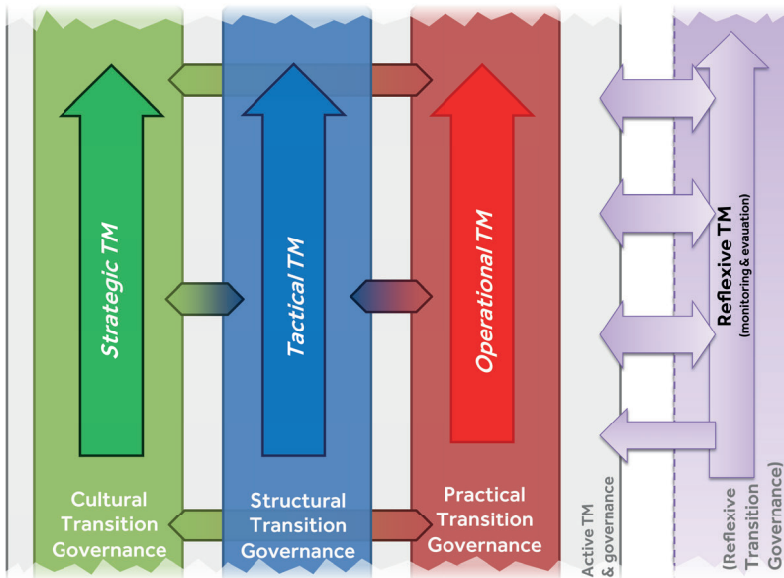 Strategic TM
Tactical TM
Operational TM
Reflexive TM
(monitoring & evauation)
Cultural
Transition
Governance
Structural
Transition
Governance
Practical
Transition
Governance
Active TM
& governance
(Reflexive
Transition
Governance)